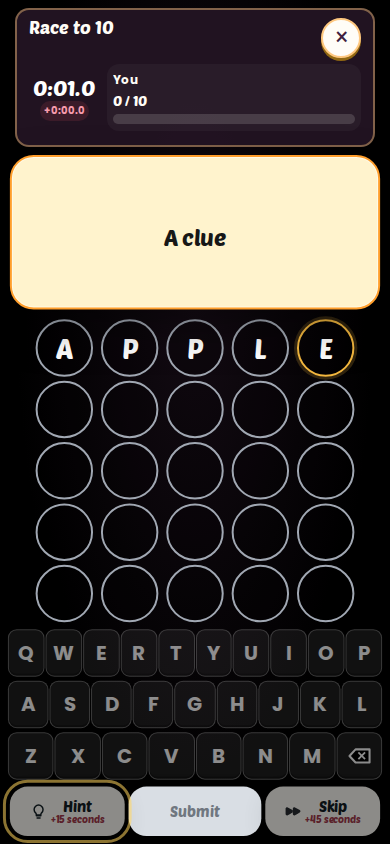 Race to 10
0:01.0
+0:00.0
You
0 / 10
A clue
A P P L E
Q W E R T Y U I O P
A S D F G H J K L
Z X C V B N M
Hint
+15 seconds
Submit
Skip
+45 seconds